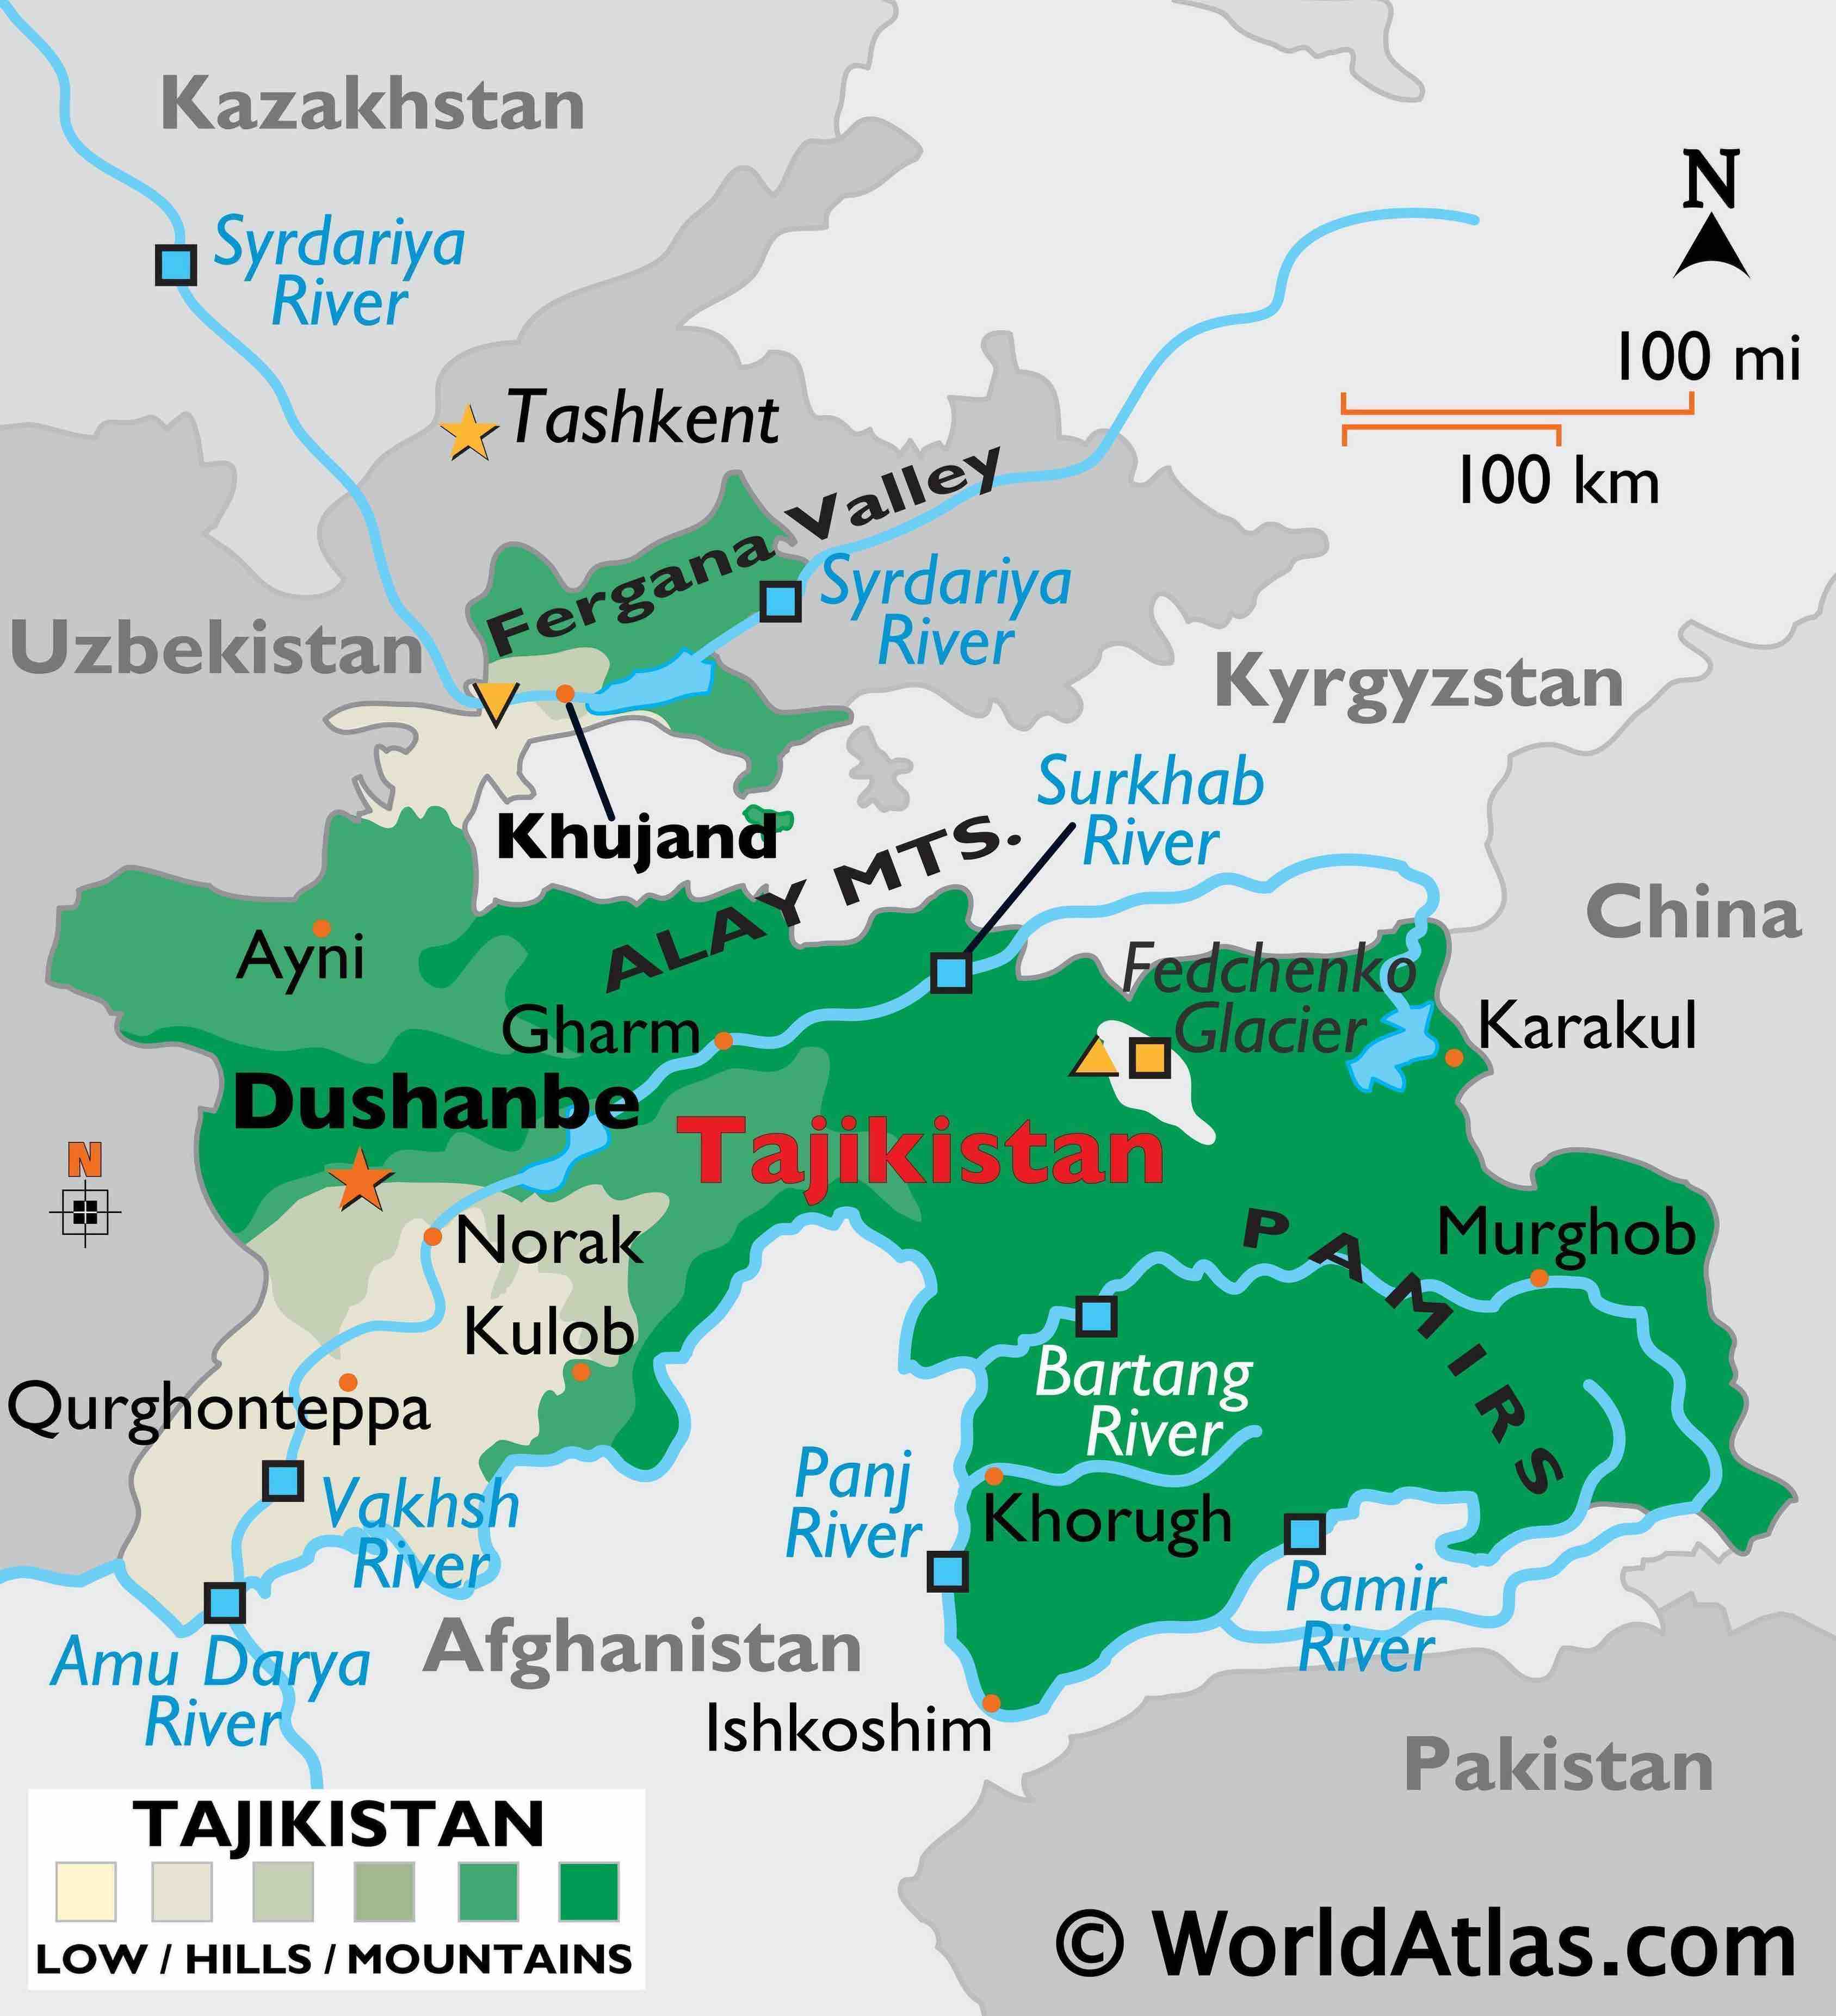 Kazakhstan
N
Syrdariya
River
100 mi
Tashkent
100 km
Fergana Valley
Syrdariya
River
Uzbekistan
Kyrgyzstan
Surkhab
River
Khujand
ALAY MTS.
China
Ayni
Fedchenko
Glacier
Gharm
Karakul
Dushanbe
Tajikistan
N
Norak
PAMIRS
Murghob
Kulob
Bartang
River
Qurghonteppa
Panj
River
Vakhsh
River
Khorugh
Pamir
River
Amu Darya
River
Afghanistan
Ishkoshim
Pakistan
TAJIKISTAN
LOW / HILLS / MOUNTAINS
© WorldAtlas.com